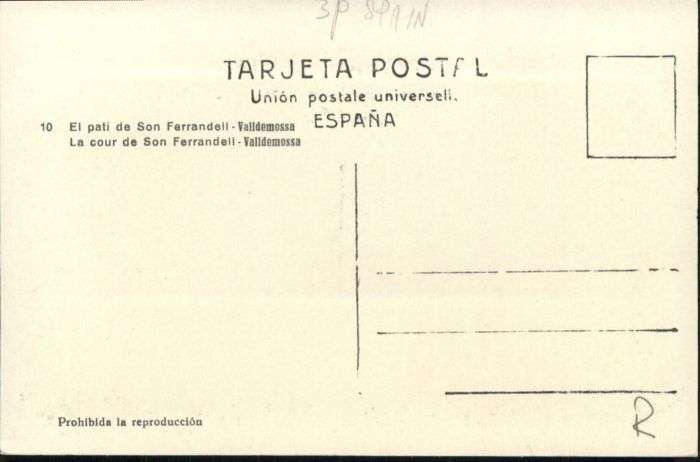 3P SPAIN
TARJETA POSTAL
Unión postale universell.
ESPAÑA
10 El pati de Son Ferrandell - Valldemossa
La cour de Son Ferrandell - Valldemossa
Prohibida la reproducción
R